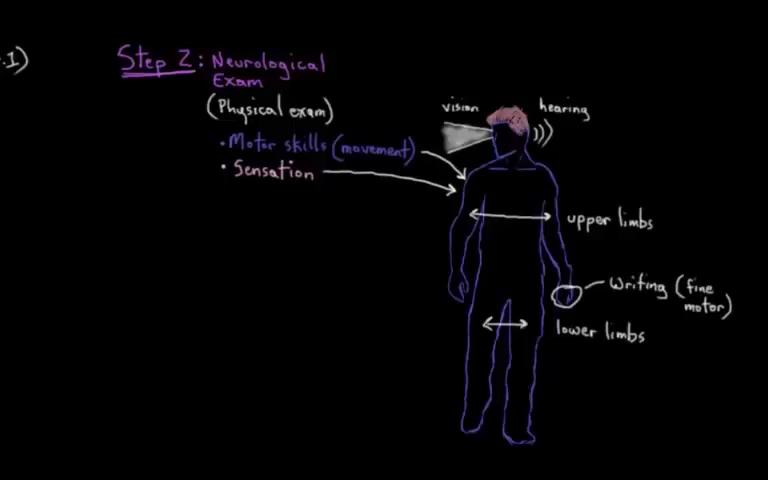 .1)
Step 2: Neurological
Exam
(Physical exam)
• Motor skills (movement)
• Sensation
vision
hearing
upper limbs
writing (fine
motor)
lower limbs